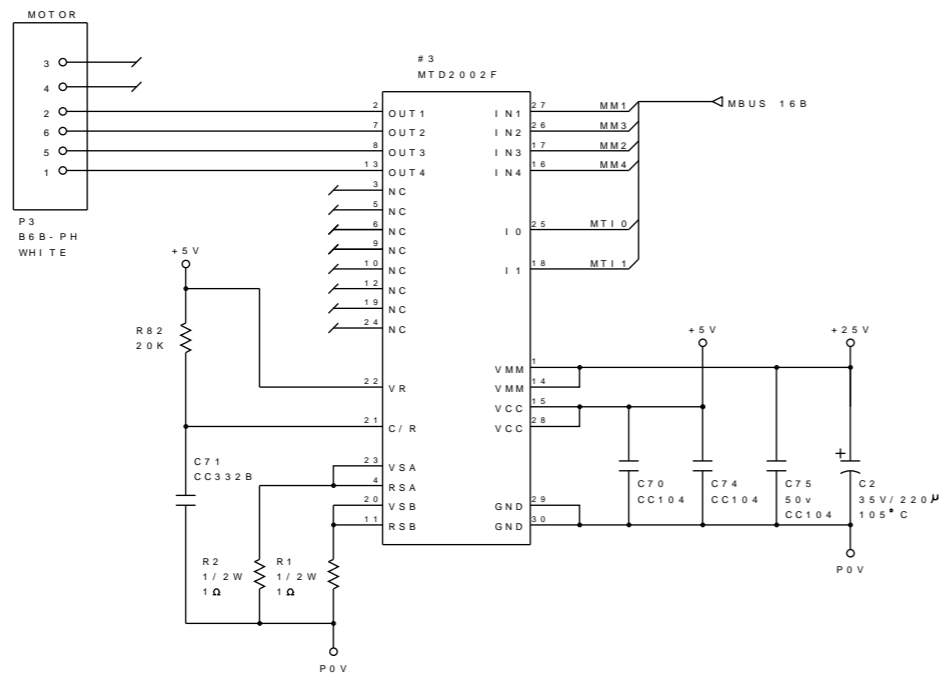 MOTOR
3
4
2
6
5
1
P3
B6B-PH
WHITE
#3
MTD2002F
2 OUT1
7 OUT2
8 OUT3
13 OUT4
3 NC
5 NC
6 NC
9 NC
10 NC
12 NC
19 NC
24 NC
22 VR
21 C/R
23 VSA
4 RSA
20 VSB
11 RSB
IN1 27 MM1
IN2 26 MM3
IN3 17 MM2
IN4 16 MM4
I0 25 MTI0
I1 18 MTI1
MBUS 16B
VMM 1
VMM 14
VCC 15
VCC 28
GND 29
GND 30
+5V
R82
20K
C71
CC332B
R2
1/2W
1Ω
R1
1/2W
1Ω
P0V
+5V
+25V
C70
CC104
C74
CC104
C75
50v
CC104
+
C2
35V/220μ
105°C
P0V